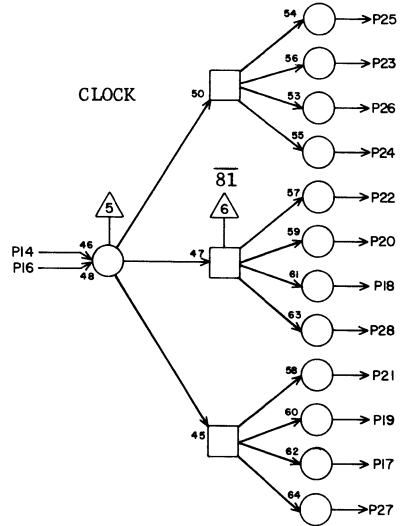 54 P25
56 P23
CLOCK 50 53 P26
55 P24
81
57 P22
5 6
59 P20
P14 46 47 61 P18
P16 48
63 P28
58 P21
60 P19
45 62 P17
64 P27